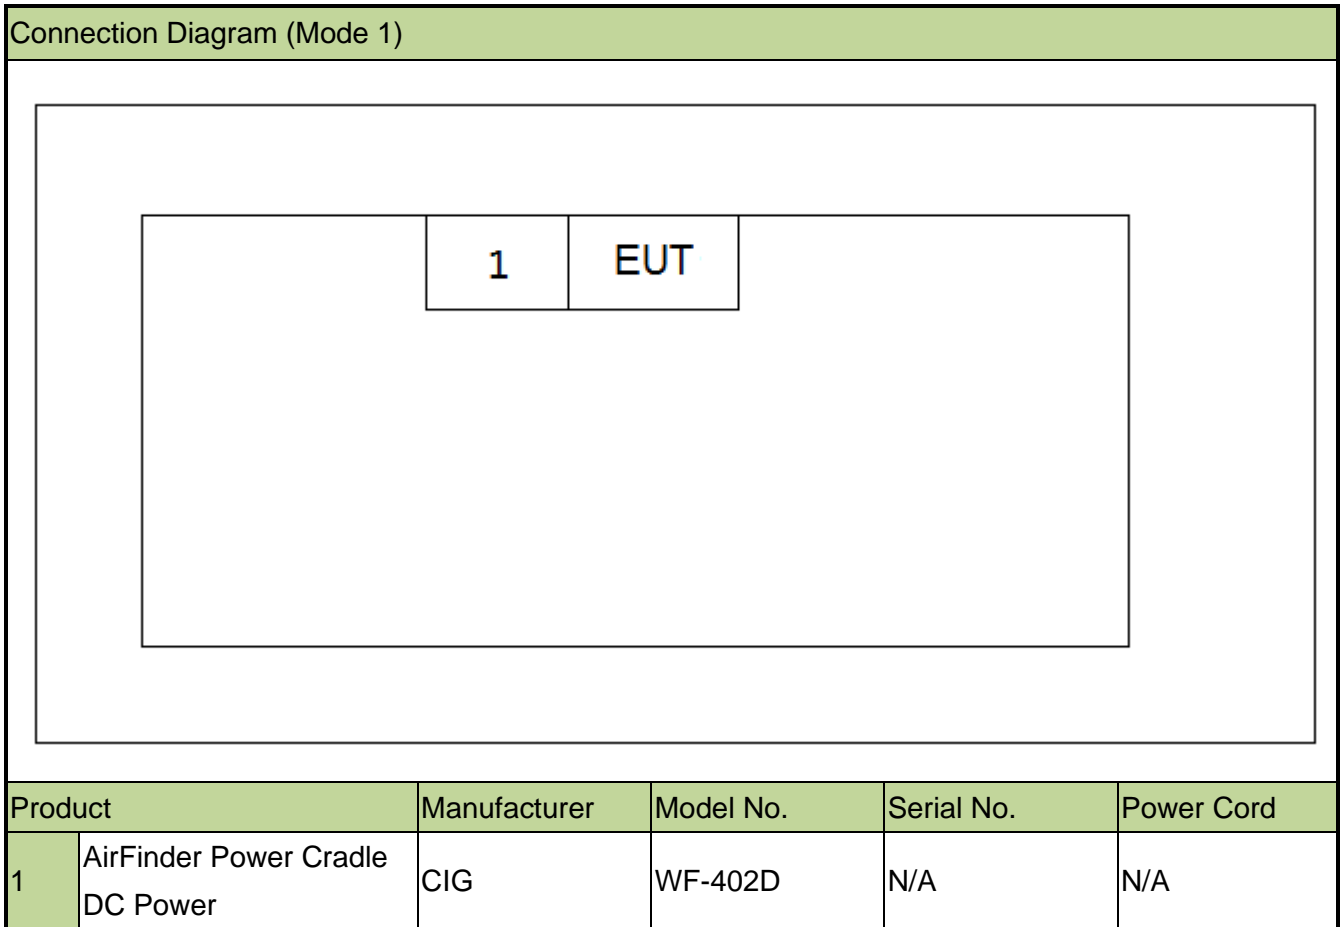 Connection Diagram (Mode 1)
1 EUT
Product Manufacturer Model No. Serial No. Power Cord
1 AirFinder Power Cradle DC Power CIG WF-402D N/A N/A